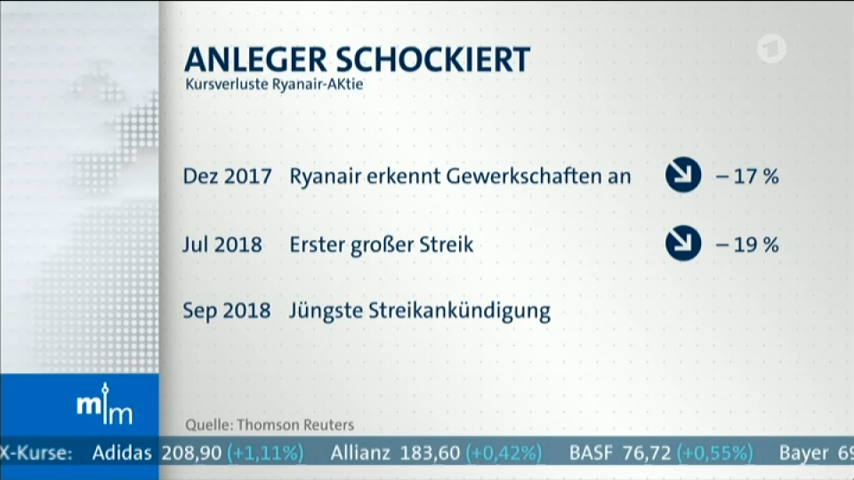 ANLEGER SCHOCKIERT
Kursverluste Ryanair-AKtie
Dez 2017 Ryanair erkennt Gewerkschaften an – 17 %
Jul 2018 Erster großer Streik – 19 %
Sep 2018 Jüngste Streikankündigung
mm
Quelle: Thomson Reuters
X-Kurse: Adidas 208,90 (+1,11%) Allianz 183,60 (+0,42%) BASF 76,72 (+0,55%) Bayer 69